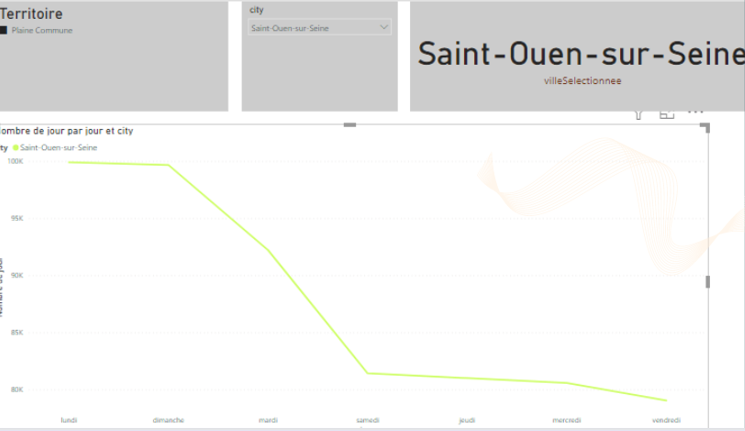 Territoire
Plaine Commune
city
Saint-Ouen-sur-Seine
Saint-Ouen-sur-Seine
villeSelectionnee
ombre de jour par jour et city
ty Saint-Ouen-sur-Seine
100K
95K
90K
85K
80K
lundi dimanche mardi samedi jeudi mercredi vendredi